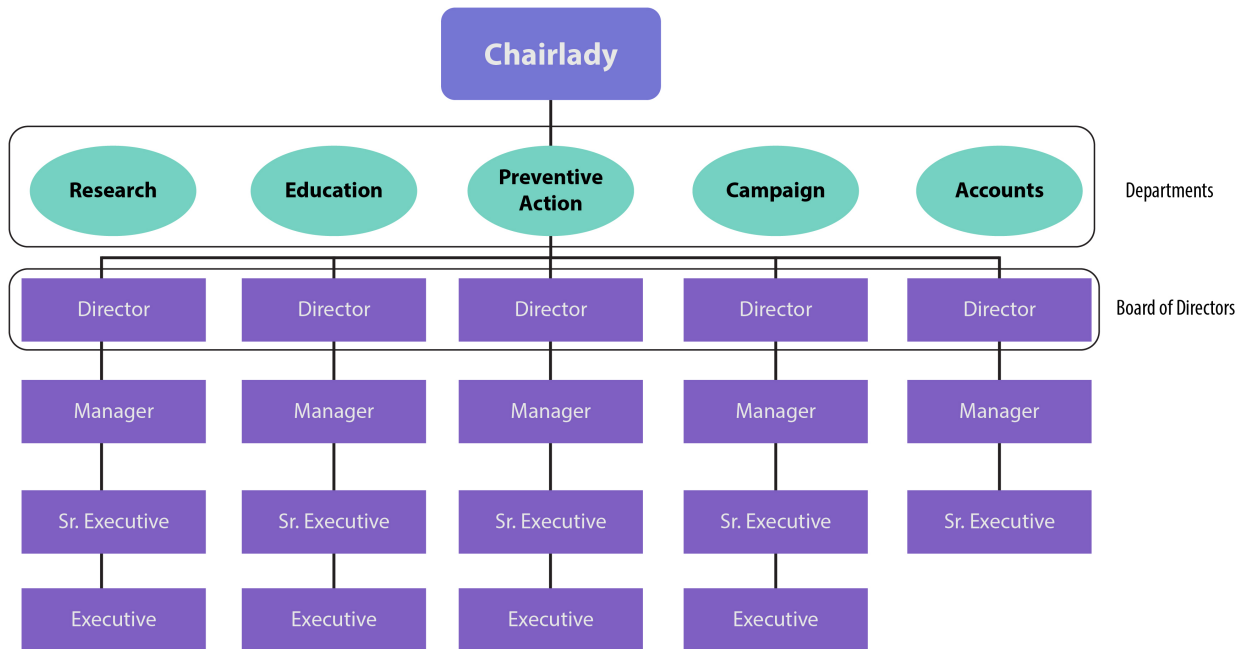 Chairlady
Research
Education
Preventive
Action
Campaign
Accounts
Departments
Director
Director
Director
Director
Director
Board of Directors
Manager
Manager
Manager
Manager
Manager
Sr. Executive
Sr. Executive
Sr. Executive
Sr. Executive
Sr. Executive
Executive
Executive
Executive
Executive